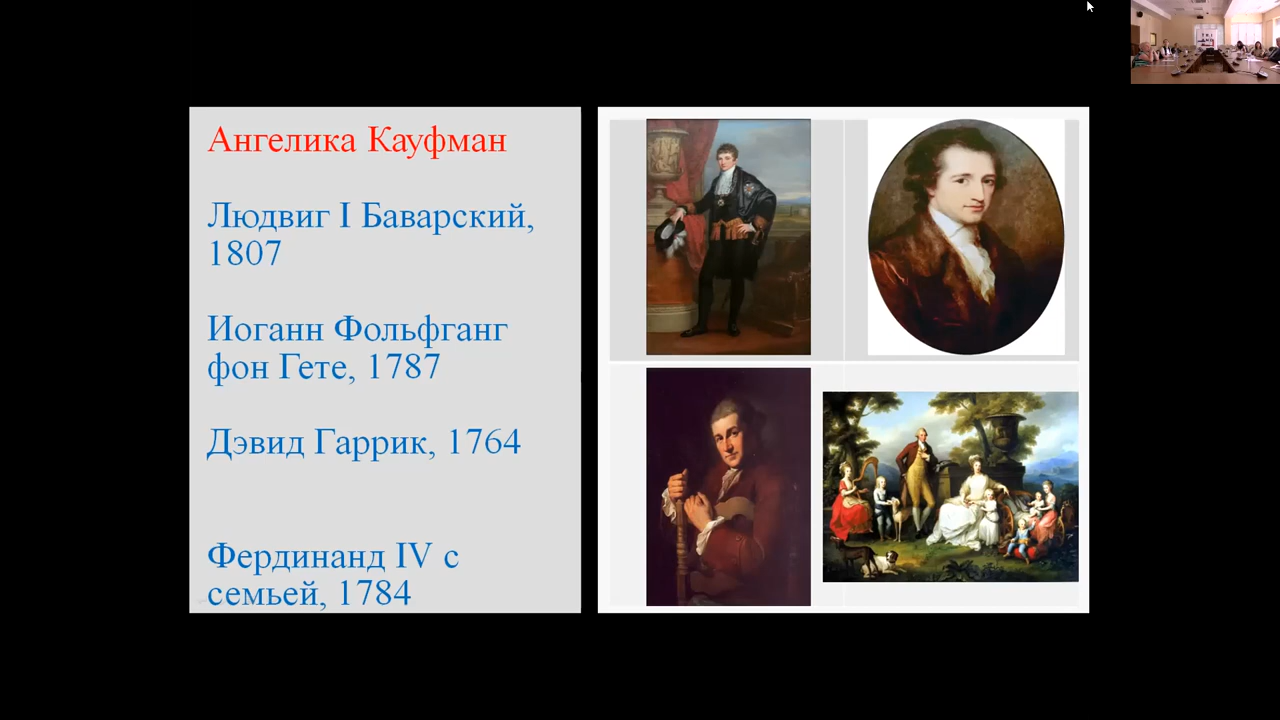 Ангелика Кауфман
Людвиг I Баварский,
1807
Иоганн Фольфганг
фон Гете, 1787
Дэвид Гаррик, 1764
Фердинанд IV с
семьей, 1784